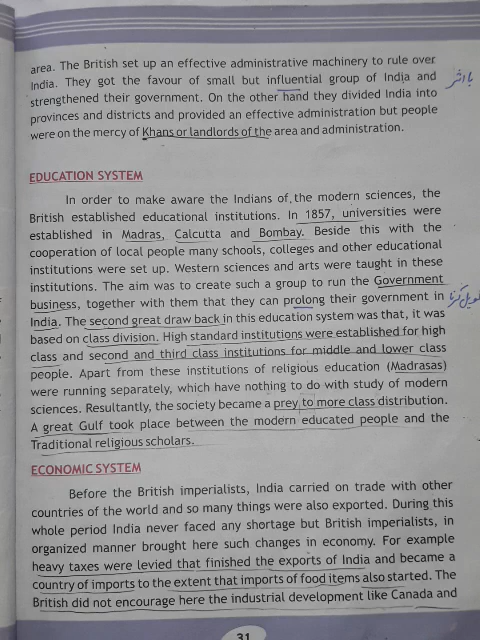 area. The British set up an effective administrative machinery to rule over
India. They got the favour of small but influential group of India and
strengthened their government. On the other hand they divided India into
provinces and districts and provided an effective administration but people
were on the mercy of Khans or landlords of the area and administration.
با اثر
EDUCATION SYSTEM
In order to make aware the Indians of the modern sciences, the
British established educational institutions. In 1857, universities were
established in Madras, Calcutta and Bombay. Beside this with the
cooperation of local people many schools, colleges and other educational
institutions were set up. Western sciences and arts were taught in these
institutions. The aim was to create such a group to run the Government
business, together with them that they can prolong their government in
طویل کرنا
India. The second great draw back in this education system was that, it was
based on class division. High standard institutions were established for high
class and second and third class institutions for middle and lower class
people. Apart from these institutions of religious education (Madrasas)
were running separately, which have nothing to do with study of modern
sciences. Resultantly, the society became a prey to more class distribution.
A great Gulf took place between the modern educated people and the
Traditional religious scholars.
ECONOMIC SYSTEM
Before the British imperialists, India carried on trade with other
countries of the world and so many things were also exported. During this
whole period India never faced any shortage but British imperialists, in
organized manner brought here such changes in economy. For example
heavy taxes were levied that finished the exports of India and became a
country of imports to the extent that imports of food items also started. The
British did not encourage here the industrial development like Canada and
31